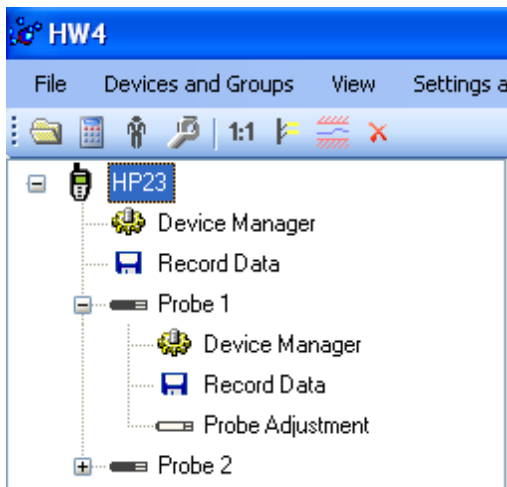 HW4
File Devices and Groups View Settings a
1:1
HP23
Device Manager
Record Data
Probe 1
Device Manager
Record Data
Probe Adjustment
Probe 2